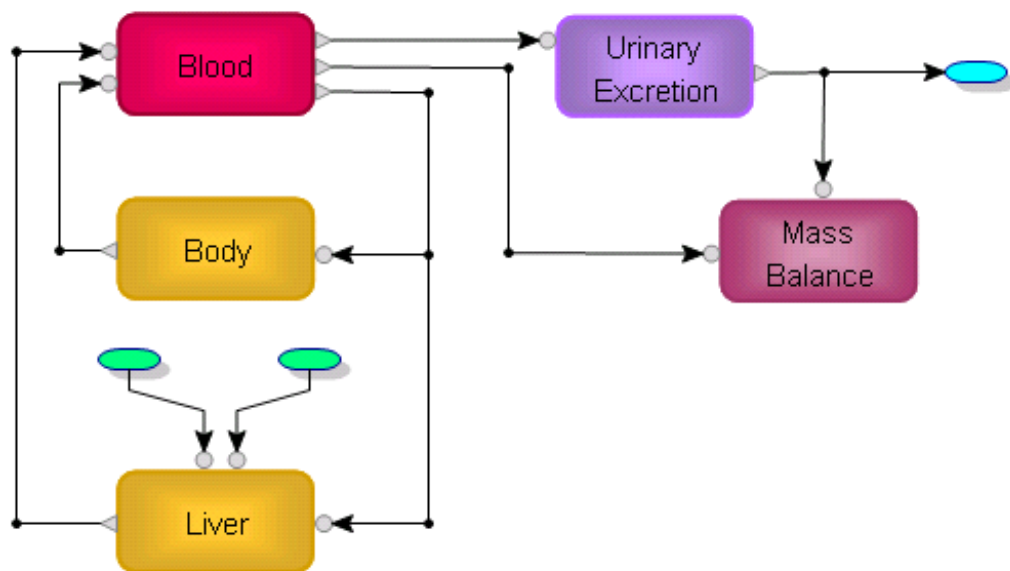 Blood
Urinary
Excretion
Body
Mass
Balance
Liver